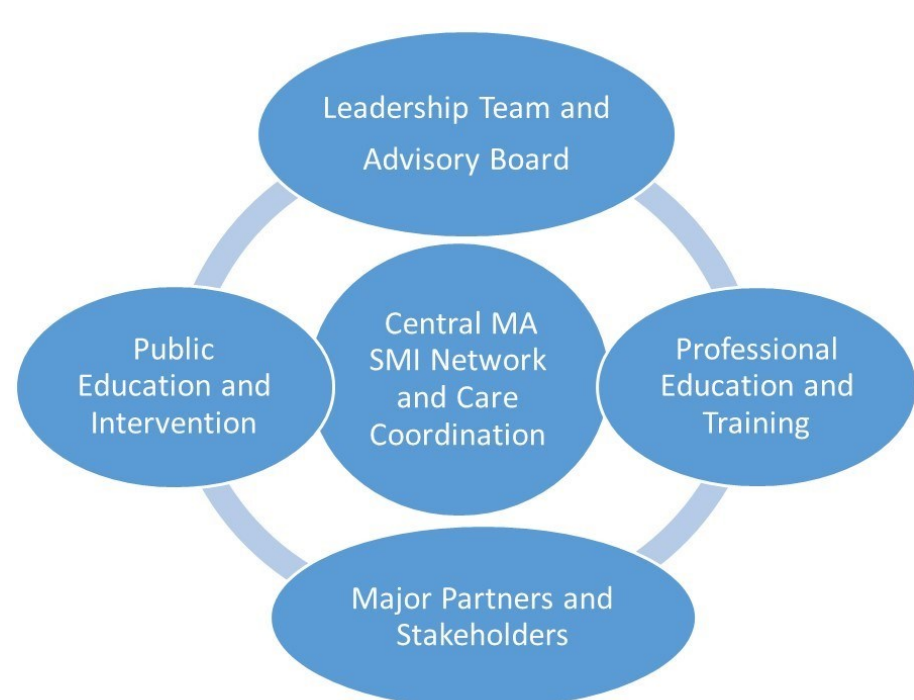 Leadership Team and
Advisory Board
Public
Education and
Intervention
Central MA
SMI Network
and Care
Coordination
Professional
Education and
Training
Major Partners and
Stakeholders